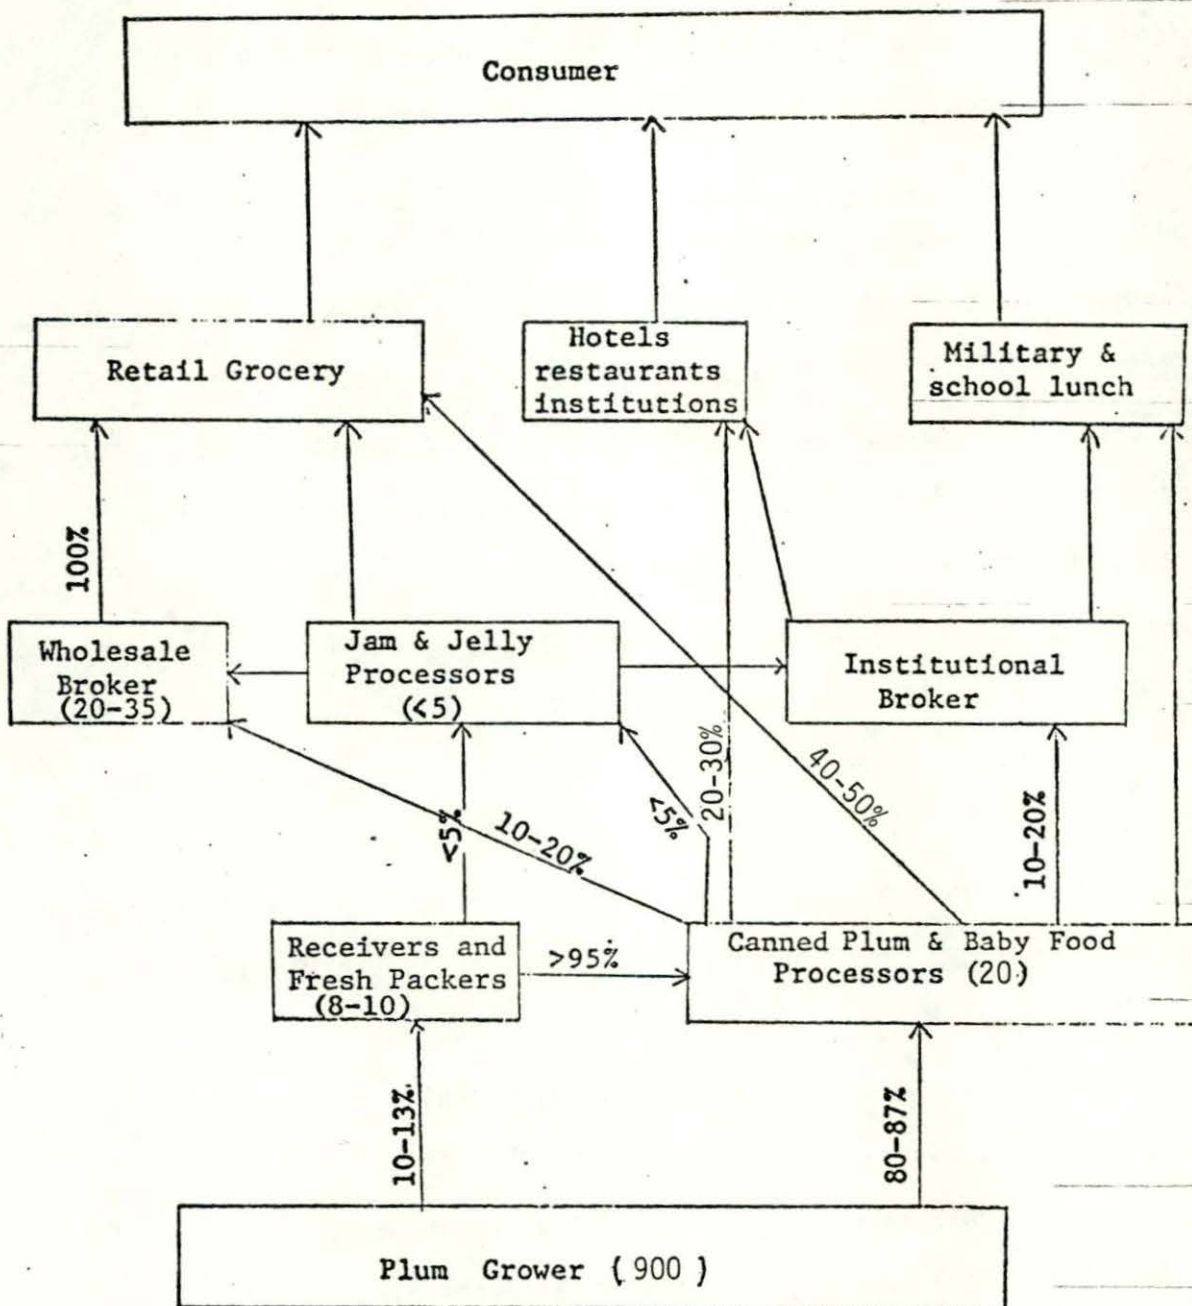 Consumer
Retail Grocery
Hotels
restaurants
institutions
Military &
school lunch
100%
Wholesale
Broker
(20-35)
Jam & Jelly
Processors
(<5)
Institutional
Broker
<5%
10-20%
<5%
20-30%
40-50%
10-20%
Receivers and
Fresh Packers
(8-10)
>95%
Canned Plum & Baby Food
Processors (20)
10-13%
80-87%
Plum Grower (900)